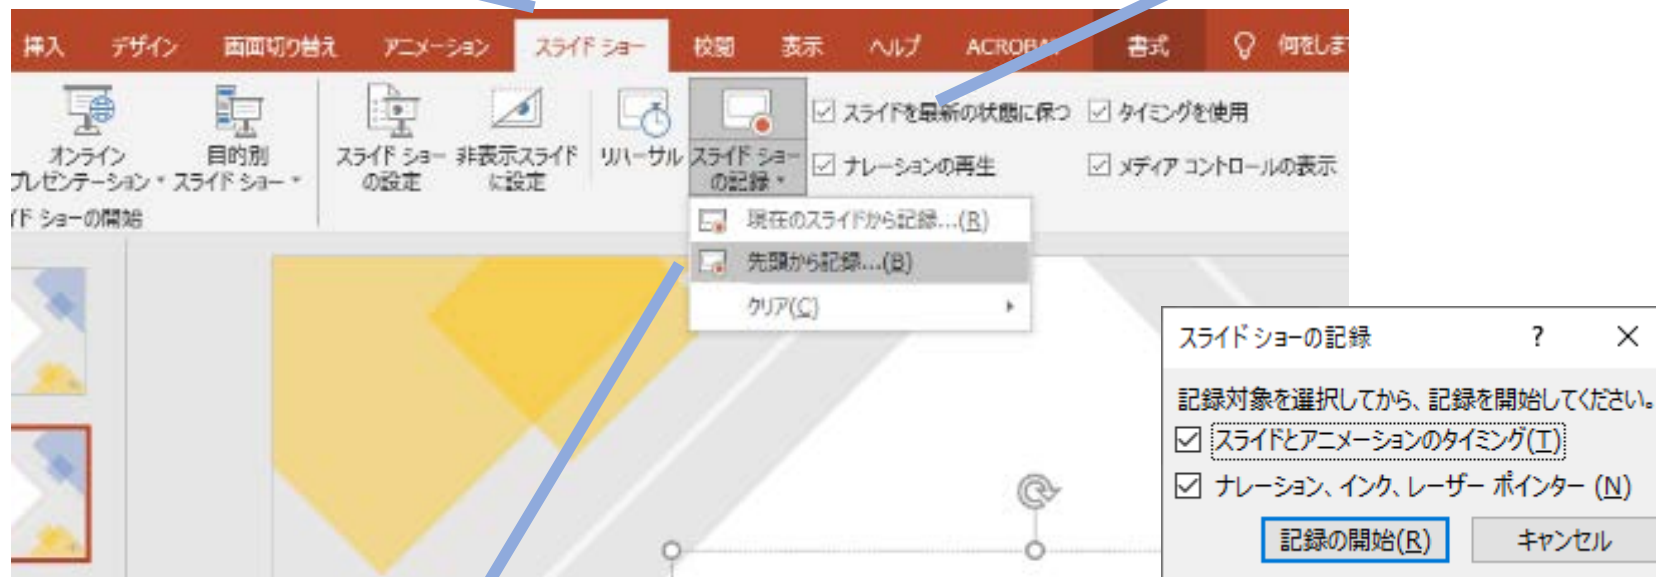 挿入 デザイン 画面切り替え アニメーション スライド ショー 校閲 表示 ヘルプ ACROBAT 書式 何をしま
スライドを最新の状態に保つ タイミングを使用
オンライン 目的別 スライド ショー 非表示スライド リハーサル スライド ショー ナレーションの再生 メディア コントロールの表示
プレゼンテーション スライド ショー の設定 に設定 の記録
イド ショーの開始
現在のスライドから記録...(R)
先頭から記録...(B)
クリア(C)
スライド ショーの記録 ? ×
記録対象を選択してから、記録を開始してください。
スライドとアニメーションのタイミング(T)
ナレーション、インク、レーザー ポインター (N)
記録の開始(R) キャンセル